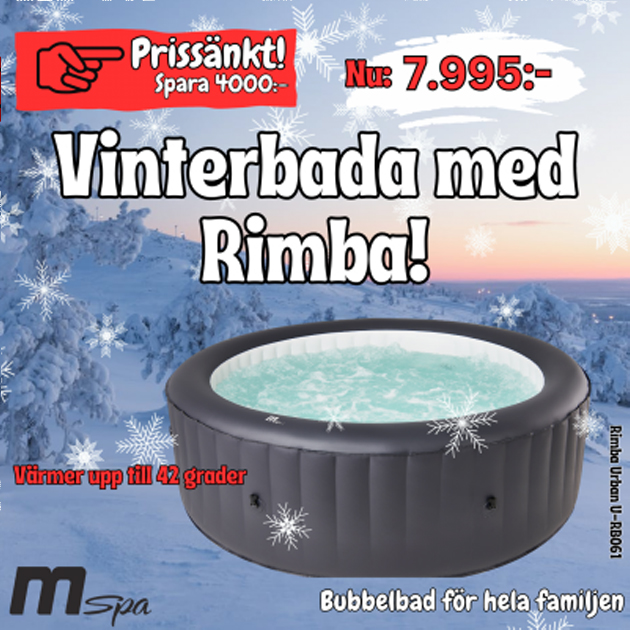 Prissänkt!
Spara 4000:-
Nu: 7.995:-
Vinterbada med
Rimba!
Värmer upp till 42 grader
Rimba Urban U-RB061
mspa
Bubbelbad för hela familjen